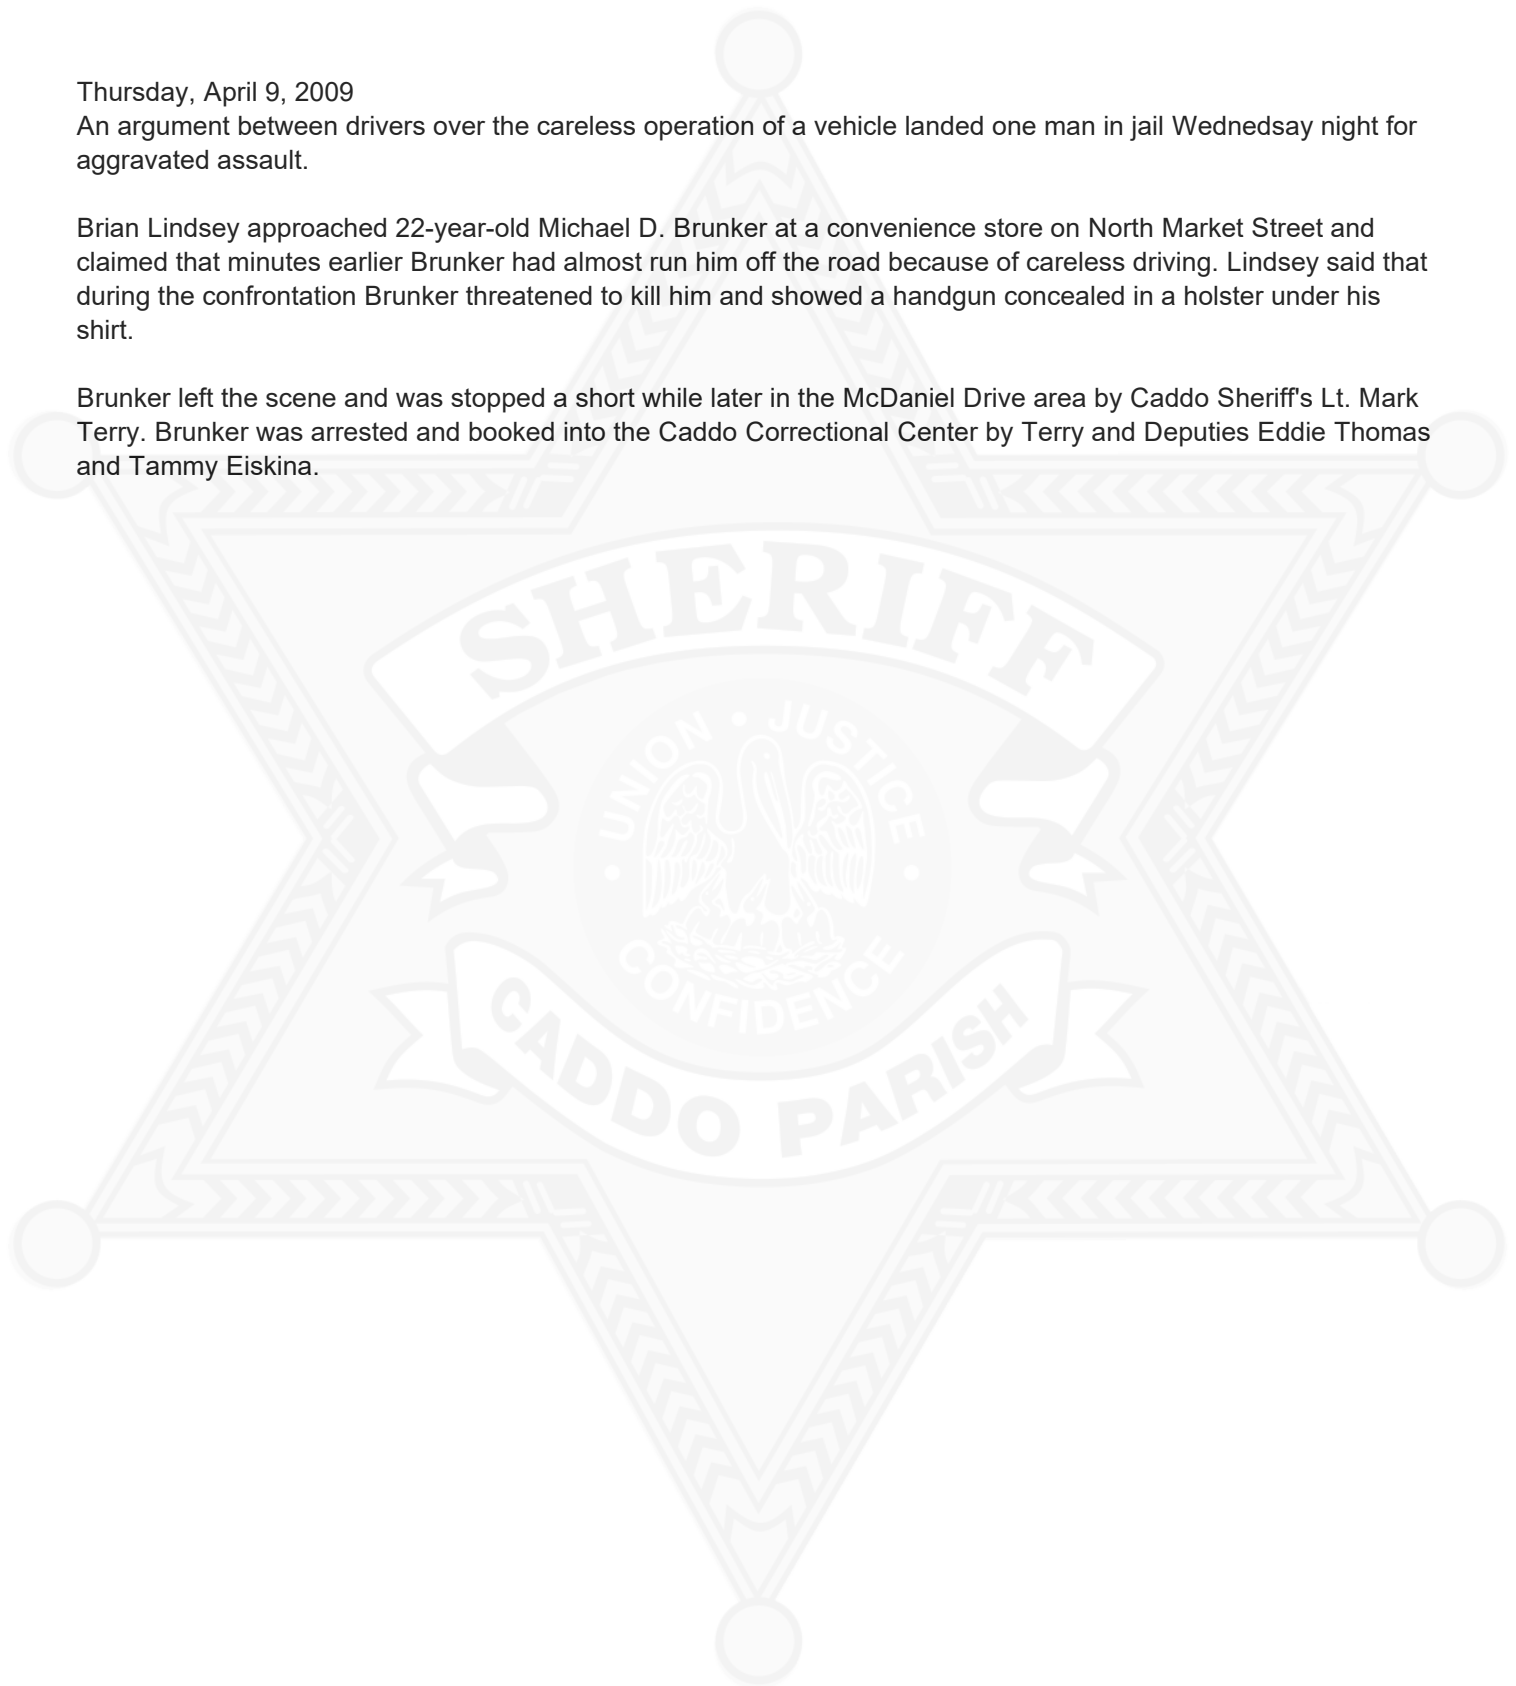 Thursday, April 9, 2009
An argument between drivers over the careless operation of a vehicle landed one man in jail Wednedsay night for
aggravated assault.
Brian Lindsey approached 22-year-old Michael D. Brunker at a convenience store on North Market Street and
claimed that minutes earlier Brunker had almost run him off the road because of careless driving. Lindsey said that
during the confrontation Brunker threatened to kill him and showed a handgun concealed in a holster under his
shirt.
Brunker left the scene and was stopped a short while later in the McDaniel Drive area by Caddo Sheriff's Lt. Mark
Terry. Brunker was arrested and booked into the Caddo Correctional Center by Terry and Deputies Eddie Thomas
and Tammy Eiskina.
SHERIFF
UNION • JUSTICE
• CONFIDENCE •
CADDO PARISH